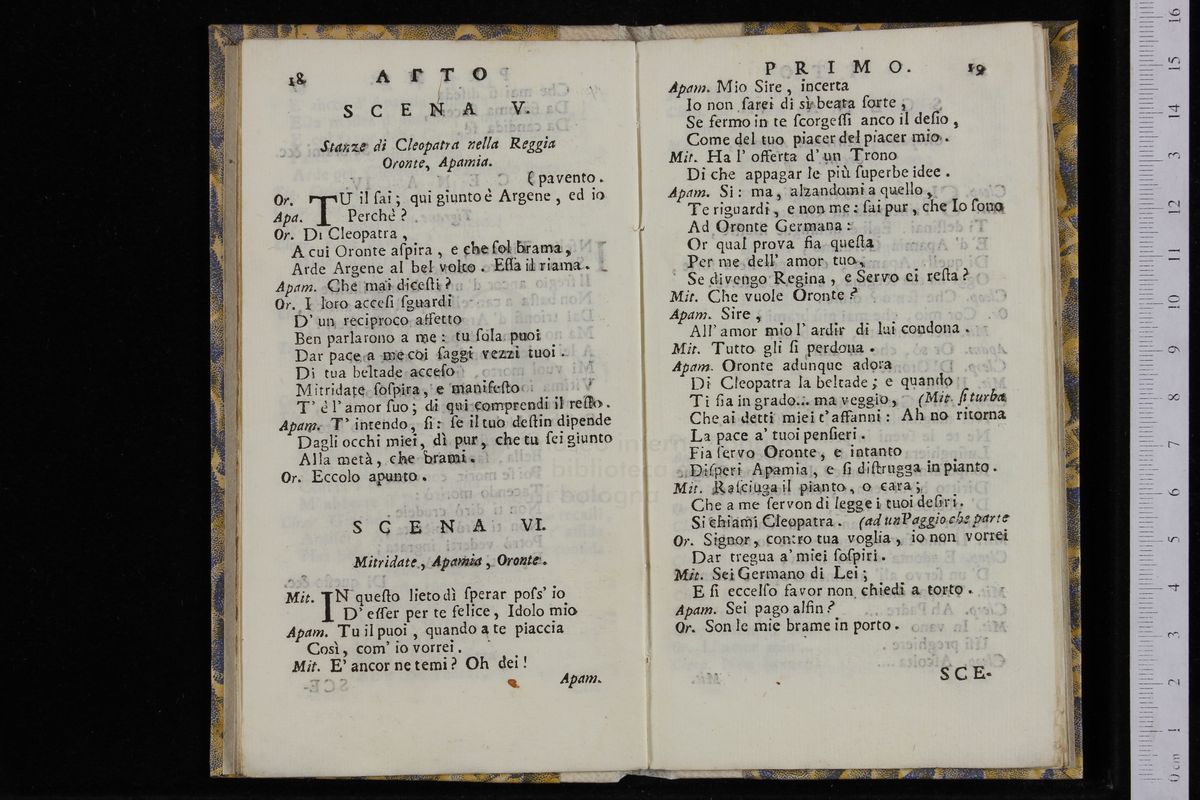 18 ATTO
SCENA V.
Stanze di Cleopatra nella Reggia
Oronte, Apamia.
( pavento.
Or. TU il ſai; qui giunto è Argene, ed io
Apa. Perchè?
Or. Di Cleopatra,
A cui Oronte aſpira, e che ſol brama,
Arde Argene al bel volto. Eſſa il riama.
Apam. Che mai diceſti?
Or. I loro acceſi ſguardi
D' un reciproco affetto
Ben parlarono a me: tu ſola puoi
Dar pace a me coi ſaggi vezzi tuoi.
Di tua beltade acceſo
Mitridate ſoſpira, e manifeſto
T' è l' amor ſuo; di qui comprendi il reſto.
Apam. T' intendo, ſi: ſe il tuo deſtin dipende
Dagli occhi miei, dì pur, che tu ſei giunto
Alla metà, che brami.
Or. Eccolo apunto.
SCENA VI.
Mitridate, Apamia, Oronte.
Mit. IN queſto lieto dì ſperar poſs' io
D' eſſer per te felice, Idolo mio
Apam. Tu il puoi, quando a te piaccia
Così, com' io vorrei.
Mit. E' ancor ne temi? Oh dei!
Apam.
PRIMO. 19
Apam. Mio Sire, incerta
Io non ſarei di sì beata ſorte,
Se fermo in te ſcorgeſſi anco il deſio,
Come del tuo piacer del piacer mio.
Mit. Ha l' offerta d' un Trono
Di che appagar le più ſuperbe idee.
Apam. Si: ma, alzandomi a quello,
Te riguardi, e non me: ſai pur, che Io ſono
Ad Oronte Germana:
Or qual prova ſia queſta
Per me dell' amor tuo,
Se divengo Regina, e Servo ei reſta?
Mit. Che vuole Oronte?
Apam. Sire,
All' amor mio l' ardir di lui condona.
Mit. Tutto gli ſi perdona.
Apam. Oronte adunque adora
Di Cleopatra la beltade; e quando
Ti ſia in grado... ma veggio, (Mit. ſi turba
Che ai detti miei t' affanni: Ah no ritorna
La pace a' tuoi penſieri.
Fia ſervo Oronte, e intanto
Diſperi Apamia, e ſi diſtrugga in pianto.
Mit. Raſciuga il pianto, o cara;
Che a me ſervon di legge i tuoi deſiri.
Si chiami Cleopatra. (ad un Paggio che parte
Or. Signor, contro tua voglia, io non vorrei
Dar tregua a' miei ſoſpiri.
Mit. Sei Germano di Lei;
E ſi eccelſo favor non chiedi a torto.
Apam. Sei pago alfin?
Or. Son le mie brame in porto.
SCE-